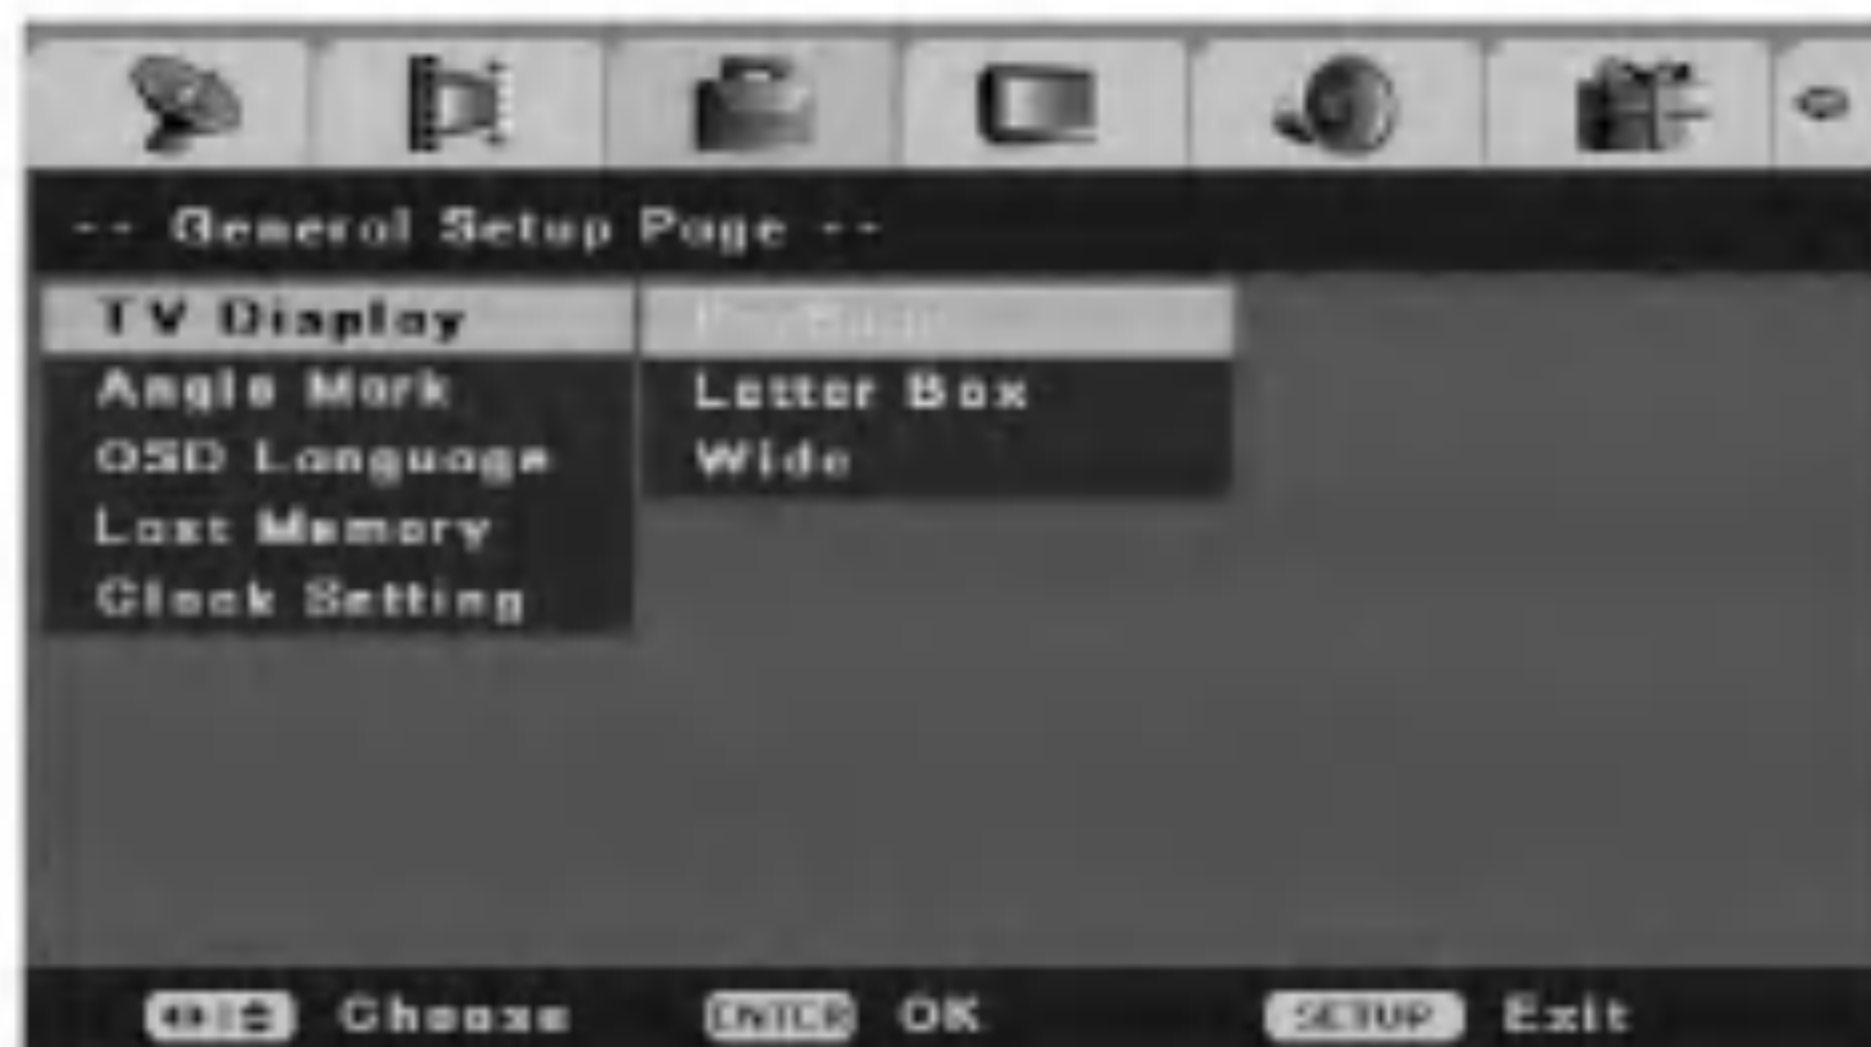 -- General Setup Page --
TV Display
Angle Mark
OSD Language
Last Memory
Clock Setting
Letter Box
Wide
Choose
ENTER OK
SETUP Exit